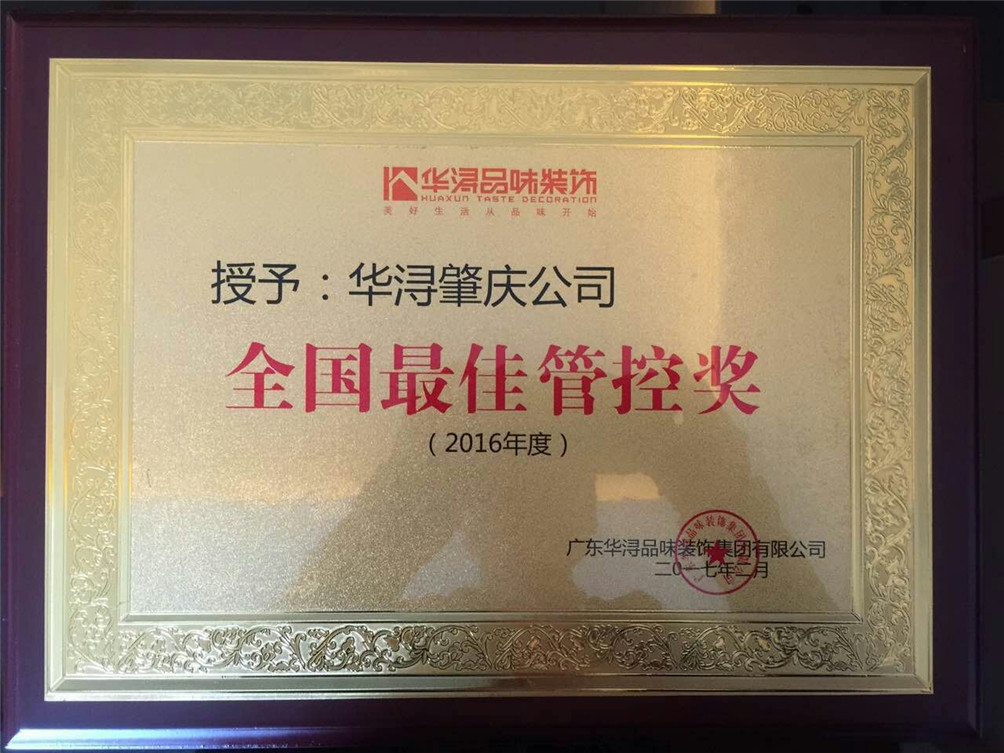 华浔品味装饰
HUAXUN TASTE DECORATION
美好生活从品味开始
授予：华浔肇庆公司
全国最佳管控奖
（2016年度）
广东华浔品味装饰集团有限公司
二0一七年二月